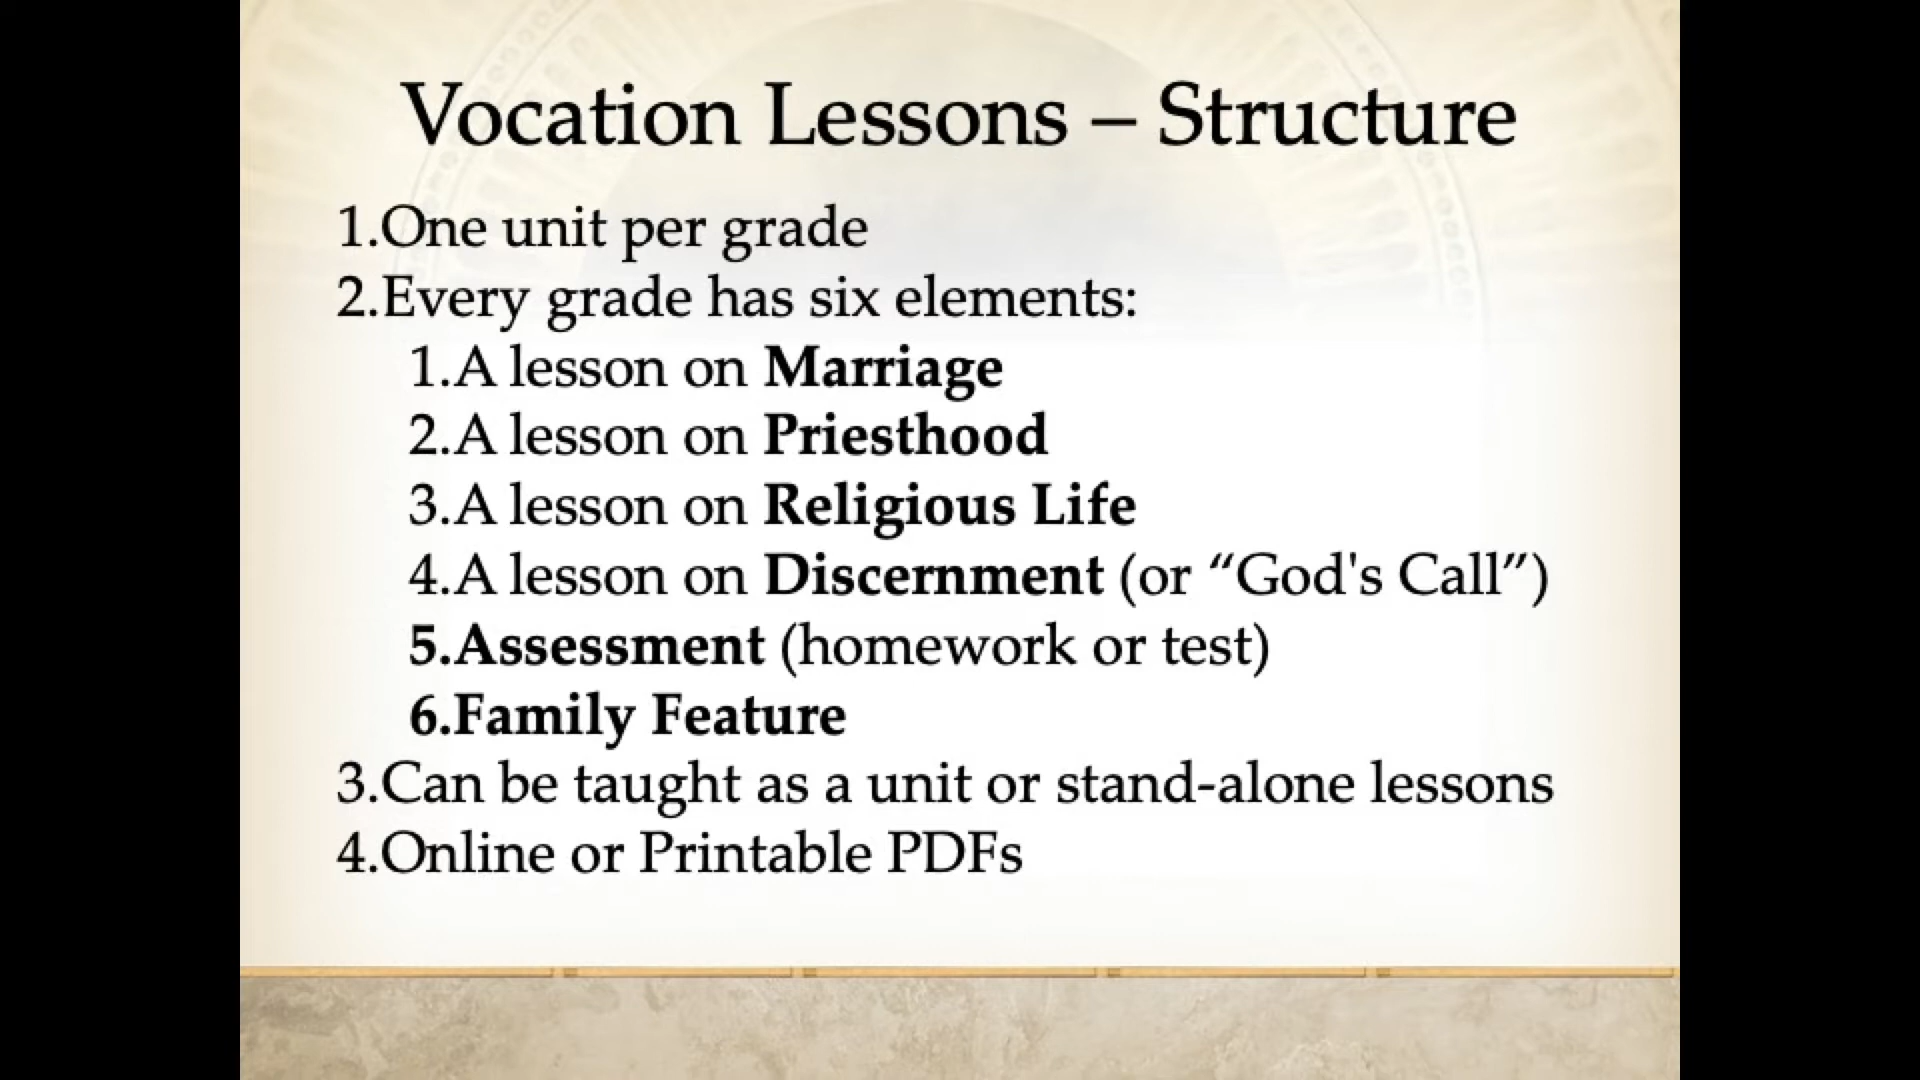 Vocation Lessons – Structure
1.One unit per grade
2.Every grade has six elements:
1.A lesson on Marriage
2.A lesson on Priesthood
3.A lesson on Religious Life
4.A lesson on Discernment (or “God's Call”)
5.Assessment (homework or test)
6.Family Feature
3.Can be taught as a unit or stand-alone lessons
4.Online or Printable PDFs